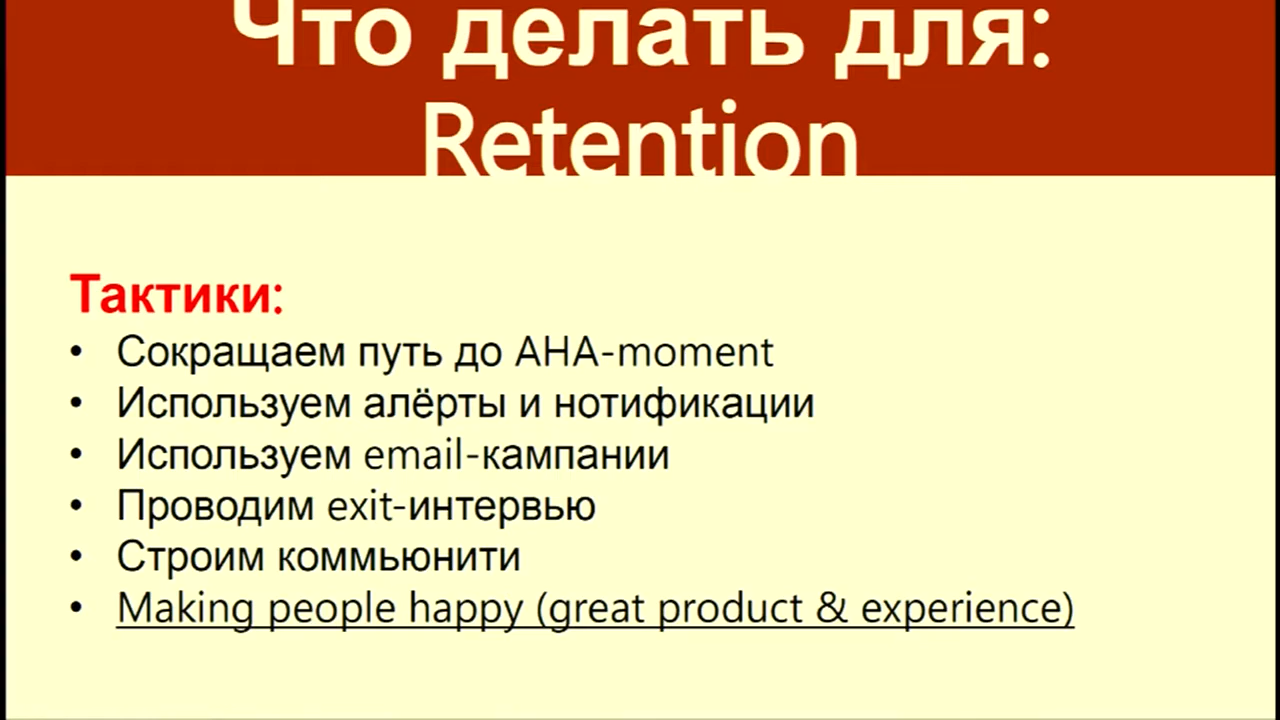 Что делать для:
Retention
Тактики:
• Сокращаем путь до AHA-moment
• Используем алёрты и нотификации
• Используем email-кампании
• Проводим exit-интервью
• Строим коммьюнити
• Making people happy (great product & experience)